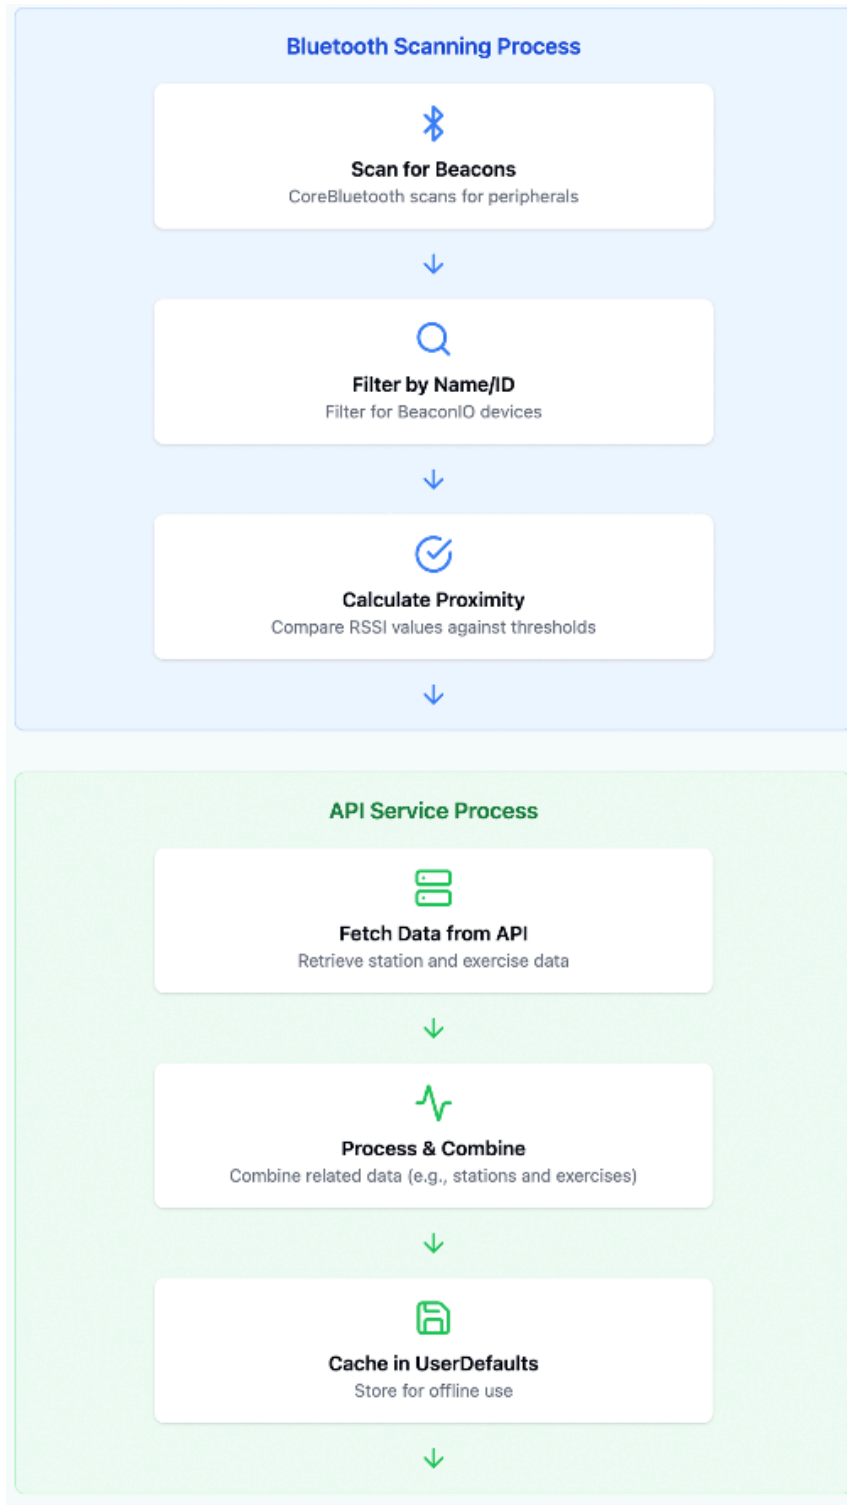 Bluetooth Scanning Process
Scan for Beacons
CoreBluetooth scans for peripherals
Filter by Name/ID
Filter for BeaconIO devices
Calculate Proximity
Compare RSSI values against thresholds
API Service Process
Fetch Data from API
Retrieve station and exercise data
Process & Combine
Combine related data (e.g., stations and exercises)
Cache in UserDefaults
Store for offline use